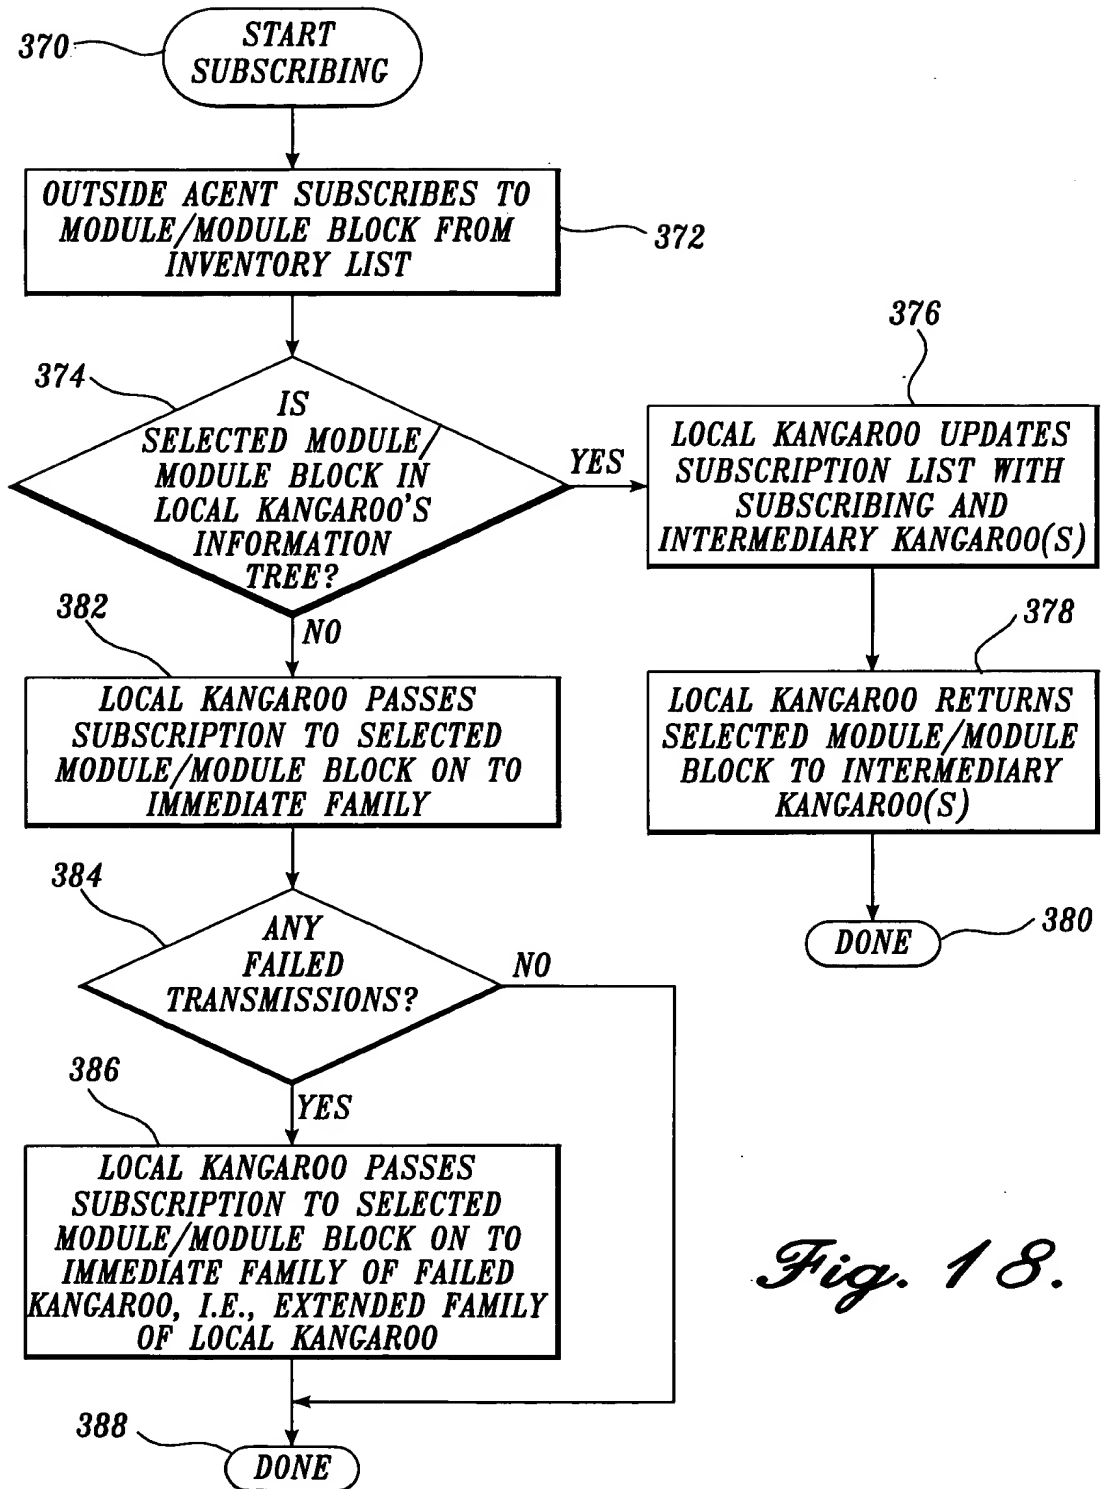 370
START
SUBSCRIBING
OUTSIDE AGENT SUBSCRIBES TO
MODULE/MODULE BLOCK FROM
INVENTORY LIST
372
374
IS
SELECTED MODULE/
MODULE BLOCK IN
LOCAL KANGAROO'S
INFORMATION
TREE?
YES
NO
376
LOCAL KANGAROO UPDATES
SUBSCRIPTION LIST WITH
SUBSCRIBING AND
INTERMEDIARY KANGAROO(S)
378
LOCAL KANGAROO RETURNS
SELECTED MODULE/MODULE
BLOCK TO INTERMEDIARY
KANGAROO(S)
DONE
380
382
LOCAL KANGAROO PASSES
SUBSCRIPTION TO SELECTED
MODULE/MODULE BLOCK ON TO
IMMEDIATE FAMILY
384
ANY
FAILED
TRANSMISSIONS?
NO
YES
386
LOCAL KANGAROO PASSES
SUBSCRIPTION TO SELECTED
MODULE/MODULE BLOCK ON TO
IMMEDIATE FAMILY OF FAILED
KANGAROO, I.E., EXTENDED FAMILY
OF LOCAL KANGAROO
388
DONE
Fig. 18.